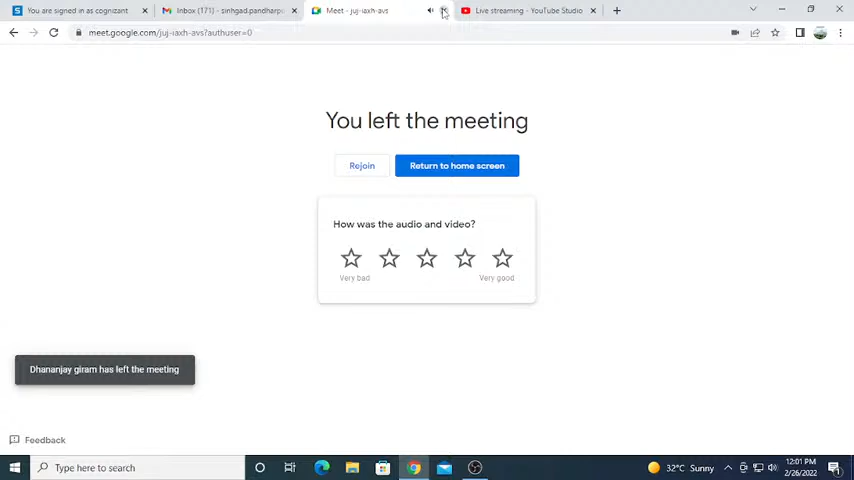 You are signed in as cognizant
Inbox (171) - sinhgad.pandharpu
Meet - juj-iaxh-avs
Live streaming - YouTube Studio
meet.google.com/juj-iaxh-avs?authuser=0
You left the meeting
Rejoin
Return to home screen
How was the audio and video?
Very bad
Very good
Dhananjay giram has left the meeting
Feedback
Type here to search
32°C Sunny
12:01 PM
2/26/2022